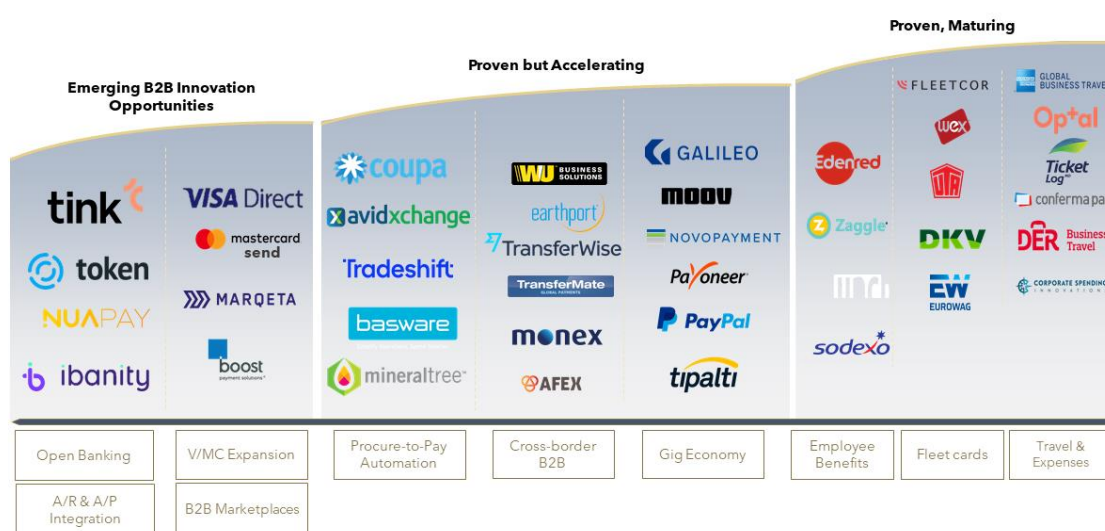 Proven, Maturing
Proven but Accelerating
Emerging B2B Innovation
Opportunities
tink
token
NUAPAY
ibanity
VISA Direct
mastercard
send
MARQETA
boost
payment solutions
coupa
avidxchange
Tradeshift
basware
mineraltree
WU BUSINESS
SOLUTIONS
earthport
TransferWise
TransferMate
GLOBAL PAYMENTS
monex
AFEX
GALILEO
MOOV
NOVOPAYMENT
Payoneer
PayPal
tipalti
Edenred
Zaggle
sodexo
FLEETCOR
wex
UTA
DKV
EW
EUROWAG
GLOBAL
BUSINESS TRAVEL
Optal
Ticket
Log
conferma pay
DER Business
Travel
CORPORATE SPENDING
INNOVATIONS
Open Banking
V/MC Expansion
Procure-to-Pay
Automation
Cross-border
B2B
Gig Economy
Employee
Benefits
Fleet cards
Travel &
Expenses
A/R & A/P
Integration
B2B Marketplaces